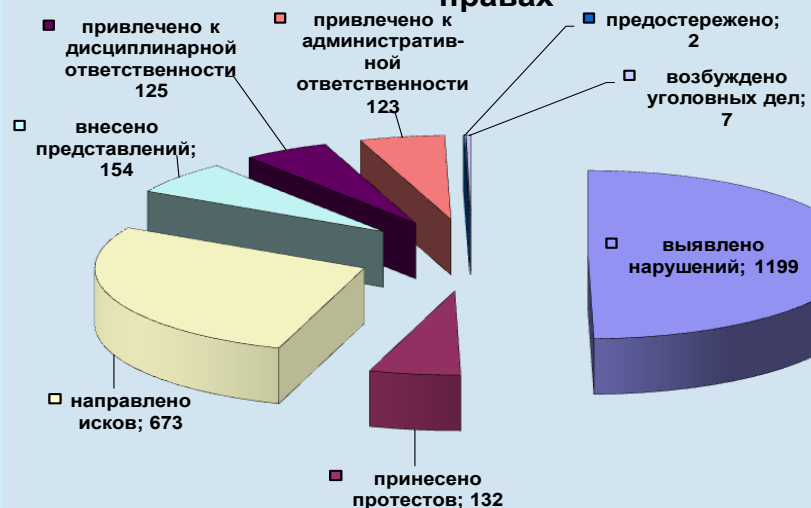 правах
привлечено к
дисциплинарной
ответственности
125
привлечено к
административ-
ной
ответственности
123
предостережено;
2
возбуждено
уголовных дел;
7
внесено
представлений;
154
выявлено
нарушений; 1199
направлено
исков; 673
принесено
протестов; 132